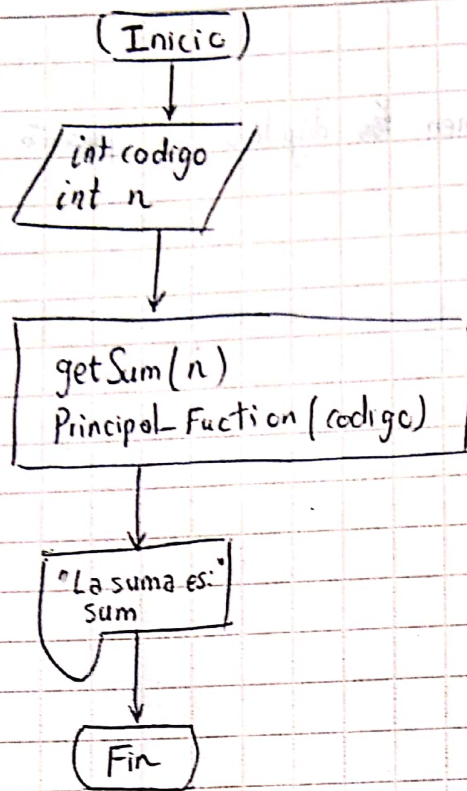 (Inicio)
int codigo
int n
getSum(n)
Principal_Fuction(codigo)
"La suma es:"
sum
Fin